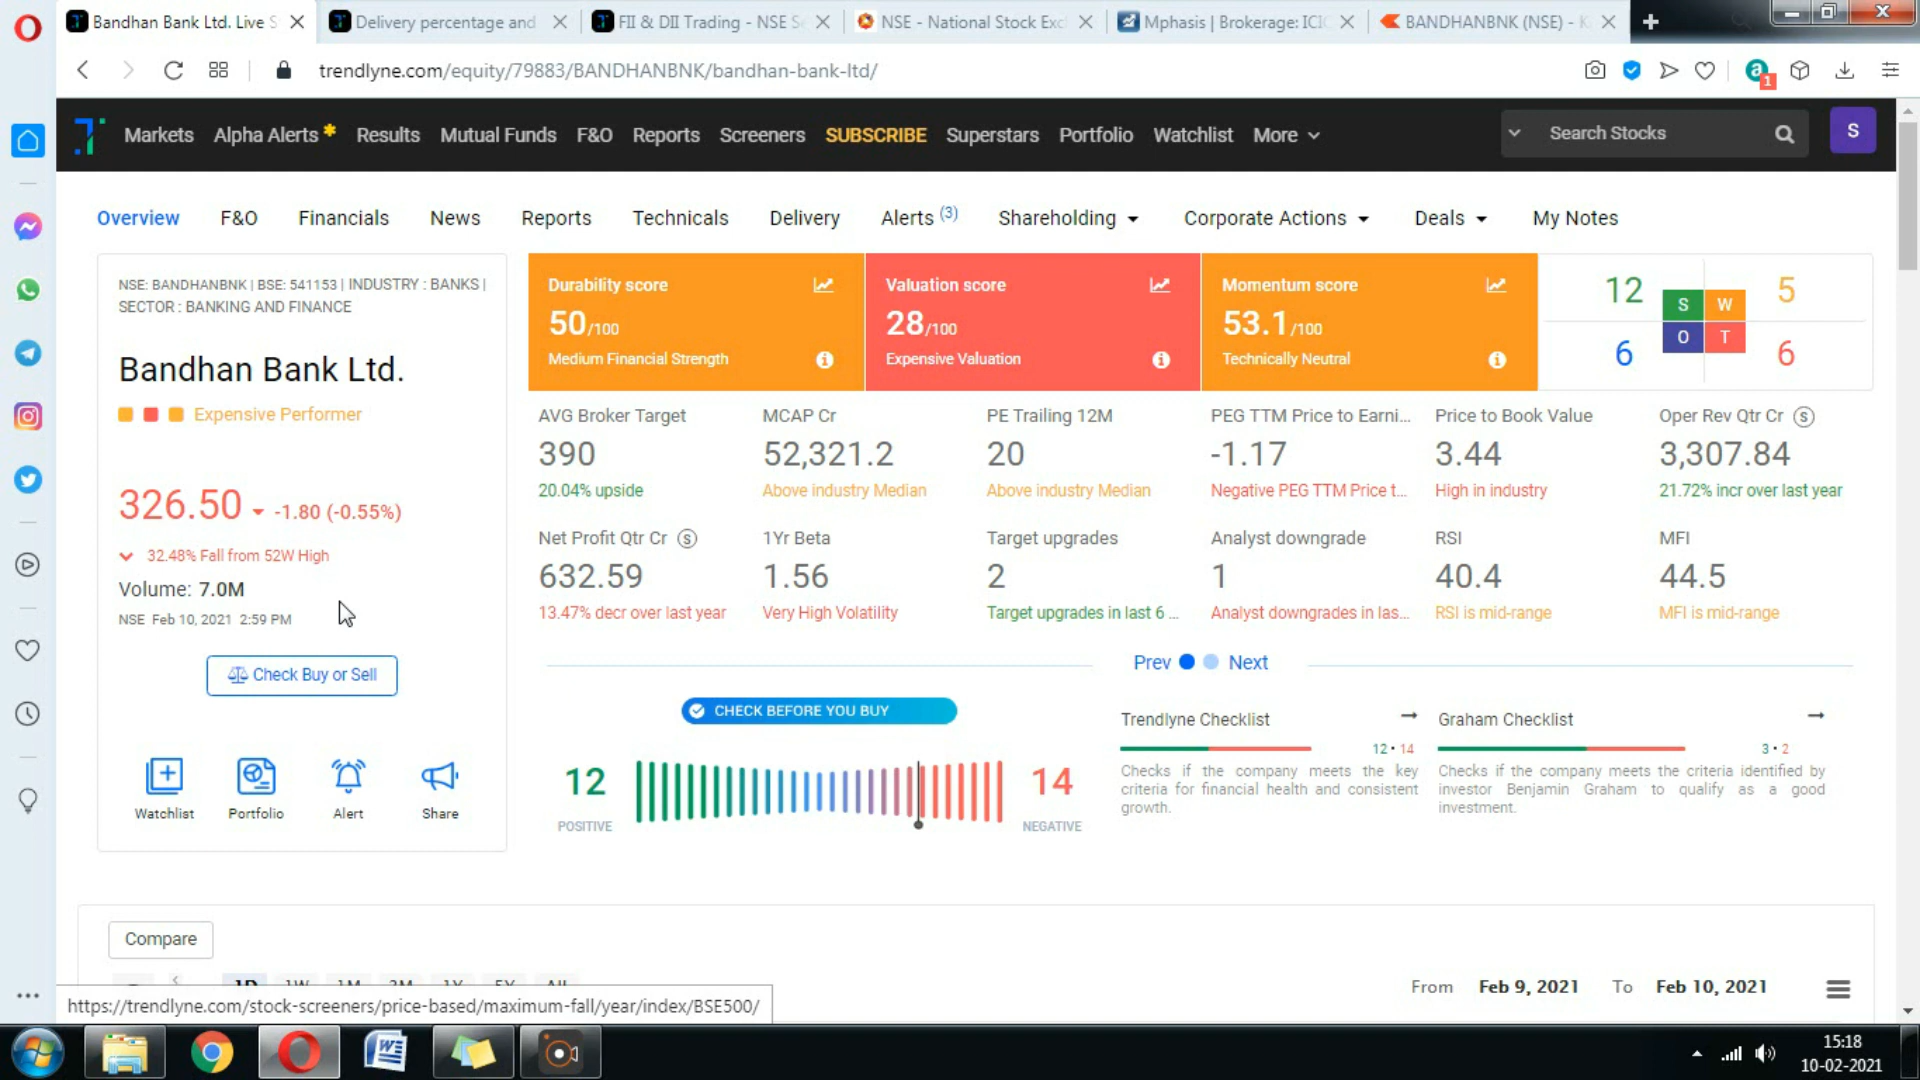 Bandhan Bank Ltd. Live S
Delivery percentage and
FII & DII Trading - NSE Se
NSE - National Stock Exc
Mphasis | Brokerage: ICIC
BANDHANBNK (NSE) - K
trendlyne.com/equity/79883/BANDHANBNK/bandhan-bank-ltd/
a 1
Markets Alpha Alerts Results Mutual Funds F&O Reports Screeners SUBSCRIBE Superstars Portfolio Watchlist More
Search Stocks
S
Overview F&O Financials News Reports Technicals Delivery Alerts (3) Shareholding Corporate Actions Deals My Notes
NSE: BANDHANBNK | BSE: 541153 | INDUSTRY : BANKS |
SECTOR : BANKING AND FINANCE
Bandhan Bank Ltd.
Expensive Performer
326.50 -1.80 (-0.55%)
32.48% Fall from 52W High
Volume: 7.0M
NSE Feb 10, 2021 2:59 PM
Check Buy or Sell
Watchlist Portfolio Alert Share
Durability score
50/100
Medium Financial Strength
Valuation score
28/100
Expensive Valuation
Momentum score
53.1/100
Technically Neutral
12 S W 5
6 O T 6
AVG Broker Target
390
20.04% upside
MCAP Cr
52,321.2
Above industry Median
PE Trailing 12M
20
Above industry Median
PEG TTM Price to Earni...
-1.17
Negative PEG TTM Price t...
Price to Book Value
3.44
High in industry
Oper Rev Qtr Cr S
3,307.84
21.72% incr over last year
Net Profit Qtr Cr S
632.59
13.47% decr over last year
1Yr Beta
1.56
Very High Volatility
Target upgrades
2
Target upgrades in last 6 ...
Analyst downgrade
1
Analyst downgrades in las...
RSI
40.4
RSI is mid-range
MFI
44.5
MFI is mid-range
Prev Next
CHECK BEFORE YOU BUY
12
POSITIVE
14
NEGATIVE
Trendlyne Checklist
12 • 14
Checks if the company meets the key
criteria for financial health and consistent
growth.
Graham Checklist
3 • 2
Checks if the company meets the criteria identified by
investor Benjamin Graham to qualify as a good
investment.
Compare
1D 1W 1M 3M 1Y 5Y All
From Feb 9, 2021 To Feb 10, 2021
https://trendlyne.com/stock-screeners/price-based/maximum-fall/year/index/BSE500/
15:18
10-02-2021